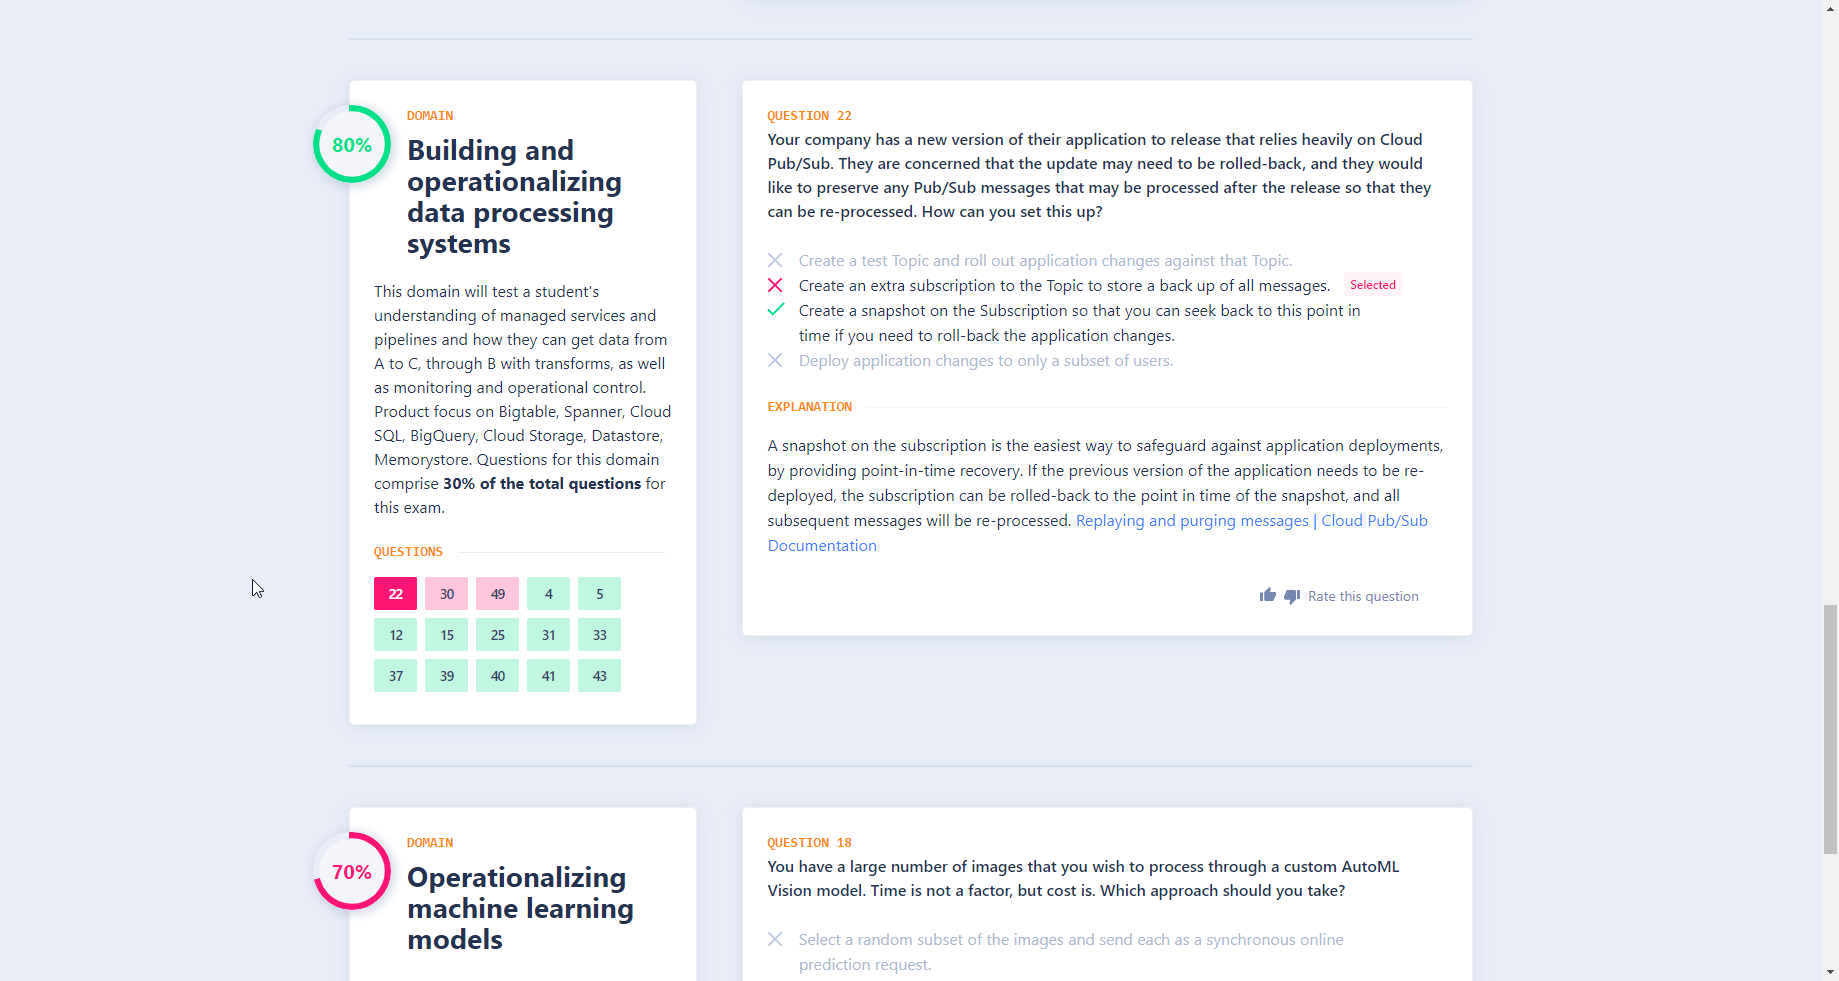 80%
DOMAIN
Building and
operationalizing
data processing
systems
This domain will test a student's
understanding of managed services and
pipelines and how they can get data from
A to C, through B with transforms, as well
as monitoring and operational control.
Product focus on Bigtable, Spanner, Cloud
SQL, BigQuery, Cloud Storage, Datastore,
Memorystore. Questions for this domain
comprise 30% of the total questions for
this exam.
QUESTIONS
22 30 49 4 5
12 15 25 31 33
37 39 40 41 43
QUESTION 22
Your company has a new version of their application to release that relies heavily on Cloud
Pub/Sub. They are concerned that the update may need to be rolled-back, and they would
like to preserve any Pub/Sub messages that may be processed after the release so that they
can be re-processed. How can you set this up?
Create a test Topic and roll out application changes against that Topic.
Create an extra subscription to the Topic to store a back up of all messages. Selected
Create a snapshot on the Subscription so that you can seek back to this point in
time if you need to roll-back the application changes.
Deploy application changes to only a subset of users.
EXPLANATION
A snapshot on the subscription is the easiest way to safeguard against application deployments,
by providing point-in-time recovery. If the previous version of the application needs to be re-
deployed, the subscription can be rolled-back to the point in time of the snapshot, and all
subsequent messages will be re-processed. Replaying and purging messages | Cloud Pub/Sub
Documentation
Rate this question
70%
DOMAIN
Operationalizing
machine learning
models
QUESTION 18
You have a large number of images that you wish to process through a custom AutoML
Vision model. Time is not a factor, but cost is. Which approach should you take?
Select a random subset of the images and send each as a synchronous online
prediction request.